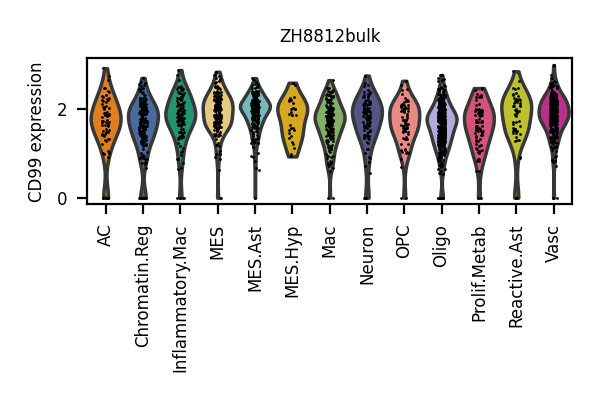 ZH8812bulk
CD99 expression
2
0
AC
Chromatin.Reg
Inflammatory.Mac
MES
MES.Ast
MES.Hyp
Mac
Neuron
OPC
Oligo
Prolif.Metab
Reactive.Ast
Vasc